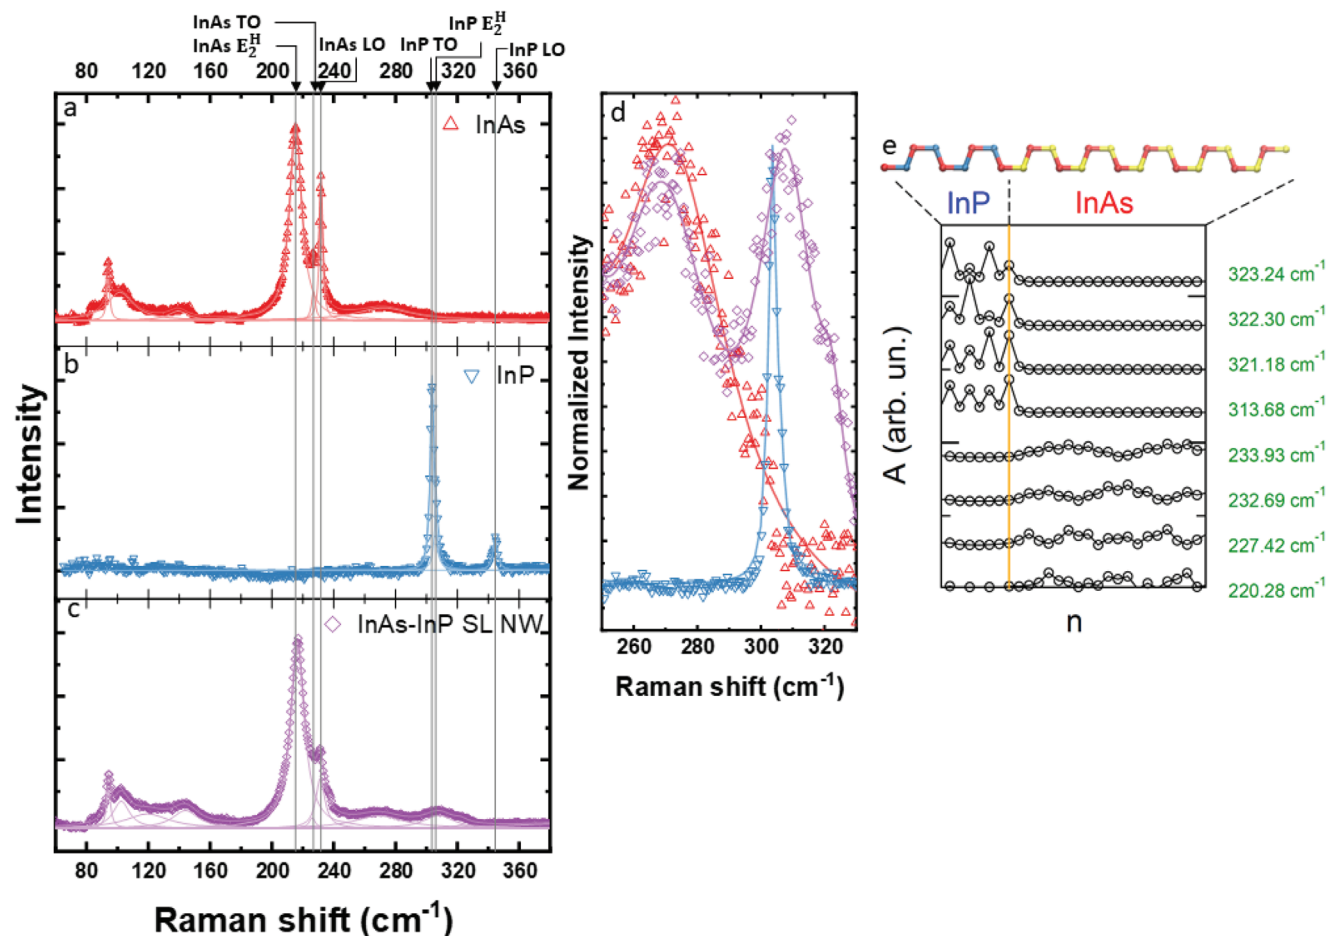 InAs TO
InAs E₂ᴴ
InAs LO
InP TO
InP E₂ᴴ
InP LO
80 120 160 200 240 280 320 360
a
InAs
b
InP
c
InAs-InP SL NW
80 120 160 200 240 280 320 360
Intensity
Raman shift (cm⁻¹)
d
Normalized Intensity
260 280 300 320
Raman shift (cm⁻¹)
e
InP InAs
323.24 cm⁻¹
322.30 cm⁻¹
321.18 cm⁻¹
313.68 cm⁻¹
233.93 cm⁻¹
232.69 cm⁻¹
227.42 cm⁻¹
220.28 cm⁻¹
A (arb. un.)
n